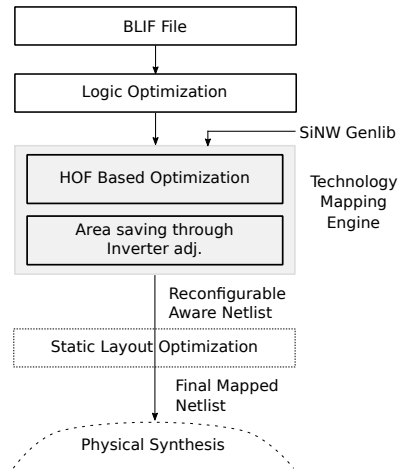 BLIF File
Logic Optimization
SiNW Genlib
HOF Based Optimization
Area saving through
Inverter adj.
Technology
Mapping
Engine
Reconfigurable
Aware Netlist
Static Layout Optimization
Final Mapped
Netlist
Physical Synthesis